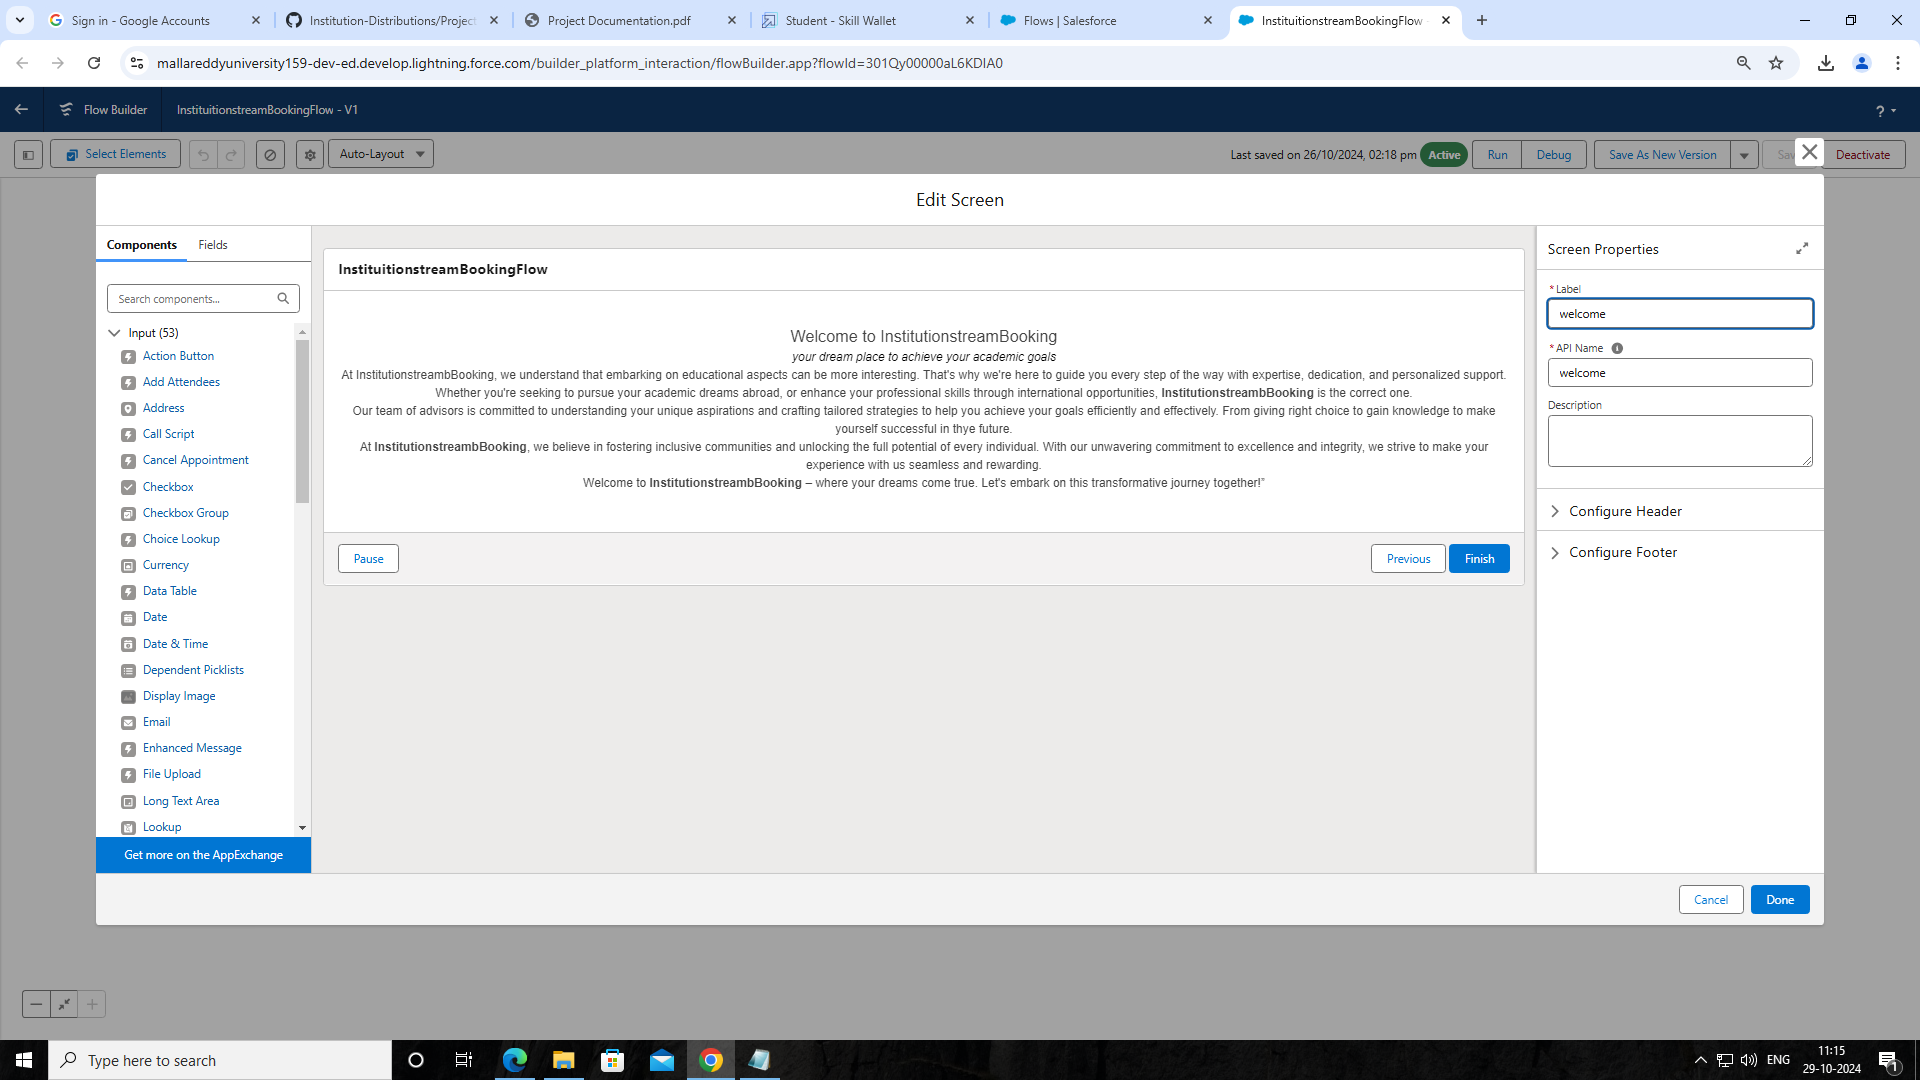 Sign in - Google Accounts
Institution-Distributions/Project
Project Documentation.pdf
Student - Skill Wallet
Flows | Salesforce
InstituitionstreamBookingFlow -
mallareddyuniversity159-dev-ed.develop.lightning.force.com/builder_platform_interaction/flowBuilder.app?flowId=301Qy00000aL6KDIA0
Flow Builder
InstituitionstreamBookingFlow - V1
?
Select Elements
Auto-Layout
Last saved on 26/10/2024, 02:18 pm
Active
Run
Debug
Save As New Version
Deactivate
Edit Screen
Components
Fields
Search components...
Input (53)
Action Button
Add Attendees
Address
Call Script
Cancel Appointment
Checkbox
Checkbox Group
Choice Lookup
Currency
Data Table
Date
Date & Time
Dependent Picklists
Display Image
Email
Enhanced Message
File Upload
Long Text Area
Lookup
Get more on the AppExchange
InstituitionstreamBookingFlow
Welcome to InstitutionstreamBooking
your dream place to achieve your academic goals
At InstitutionstreamBooking, we understand that embarking on educational aspects can be more interesting. That's why we're here to guide you every step of the way with expertise, dedication, and personalized support.
Whether you're seeking to pursue your academic dreams abroad, or enhance your professional skills through international opportunities, InstitutionstreambBooking is the correct one.
Our team of advisors is committed to understanding your unique aspirations and crafting tailored strategies to help you achieve your goals efficiently and effectively. From giving right choice to gain knowledge to make
yourself successful in thye future.
At InstitutionstreambBooking, we believe in fostering inclusive communities and unlocking the full potential of every individual. With our unwavering commitment to excellence and integrity, we strive to make your
experience with us seamless and rewarding.
Welcome to InstitutionstreambBooking – where your dreams come true. Let's embark on this transformative journey together!”
Pause
Previous
Finish
Screen Properties
* Label
welcome
* API Name
welcome
Description
Configure Header
Configure Footer
Cancel
Done
Type here to search
ENG
11:15
29-10-2024
1